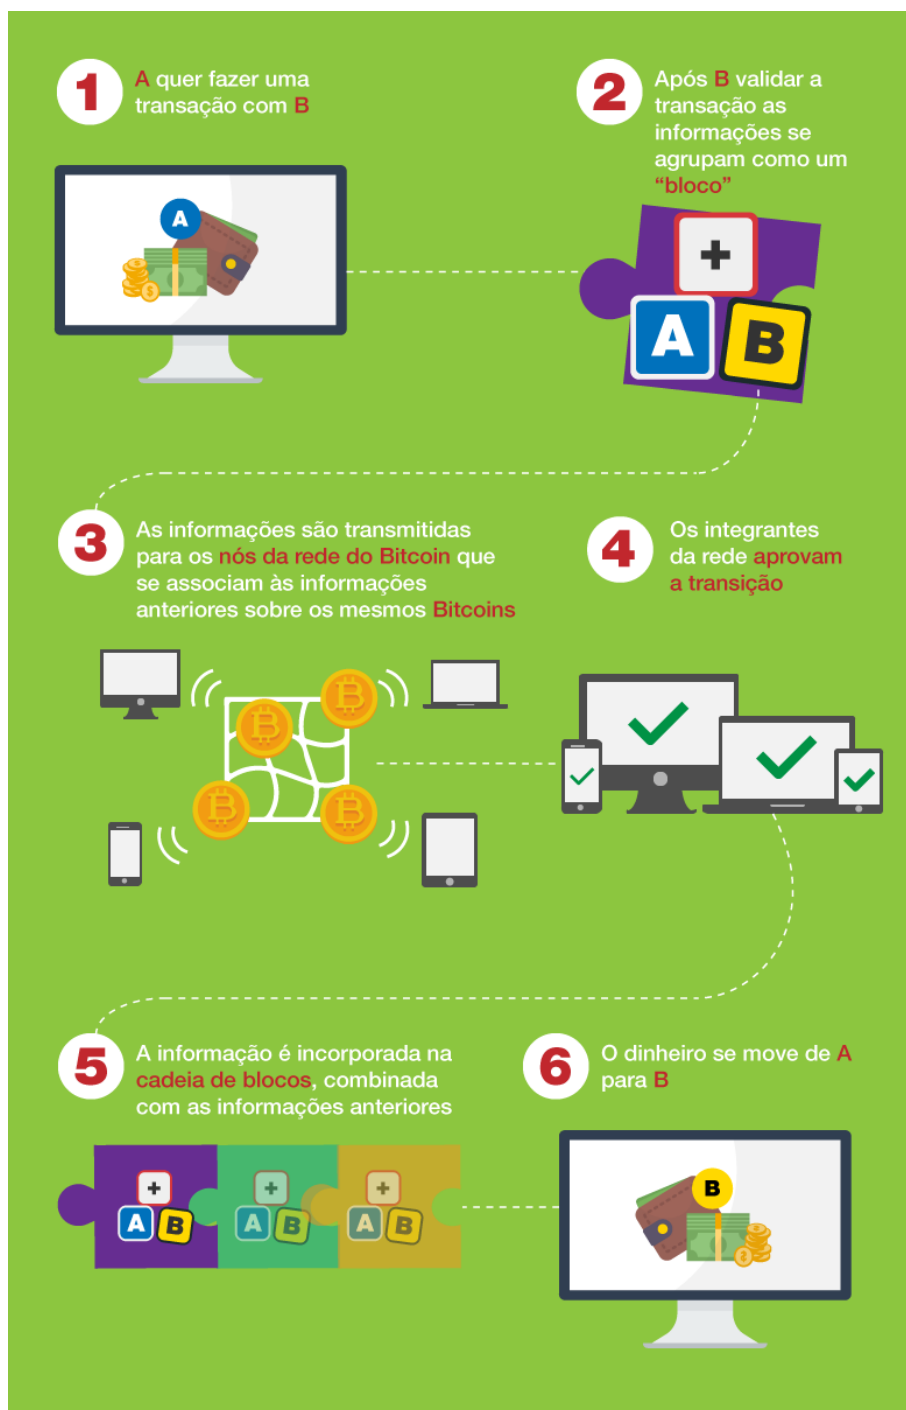 1
A quer fazer uma
transação com B
2
Após B validar a
transação as
informações se
agrupam como um
“bloco”
A
+
A
B
3
As informações são transmitidas
para os nós da rede do Bitcoin que
se associam às informações
anteriores sobre os mesmos Bitcoins
4
Os integrantes
da rede aprovam
a transição
5
A informação é incorporada na
cadeia de blocos, combinada
com as informações anteriores
6
O dinheiro se move de A
para B
+ + +
A B A B A B
B